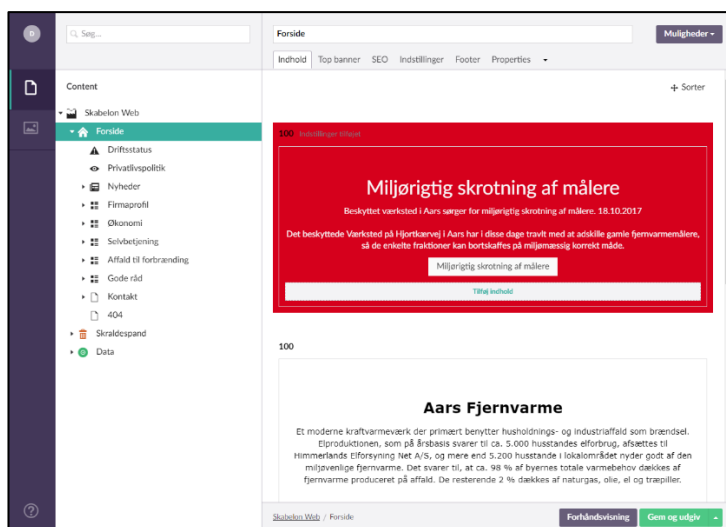 D
Søg...
Forside
Muligheder
Indhold Top banner SEO Indstillinger Footer Properties
Content
Sorter
Skabelon Web
Forside
Driftsstatus
Privatlivspolitik
Nyheder
Firmaprofil
Økonomi
Selvbetjening
Affald til forbrænding
Gode råd
Kontakt
404
Skraldespand
Data
100 Indstillinger tilføjet
Miljørigtig skrotning af målere
Beskyttet værksted i Aars sørger for miljørigtig skrotning af målere. 18.10.2017
Det beskyttede Værksted på Hjortkærvej i Aars har i disse dage travlt med at adskille gamle fjernvarmemålere,
så de enkelte fraktioner kan bortskaffes på miljømæssig korrekt måde.
Miljørigtig skrotning af målere
Tilføj indhold
100
Aars Fjernvarme
Et moderne kraftvarmeværk der primært benytter husholdnings- og industriaffald som brændsel.
Elproduktionen, som på årsbasis svarer til ca. 5.000 husstandes elforbrug, afsættes til
Himmerlands Elforsyning Net A/S, og mere end 5.200 husstande i lokalområdet nyder godt af den
miljøvenlige fjernvarme. Det svarer til, at ca. 98 % af byernes totale varmebehov dækkes af
fjernvarme produceret på affald. De resterende 2 % dækkes af naturgas, olie, el og træpiller.
Skabelon Web / Forside
Forhåndsvisning
Gem og udgiv